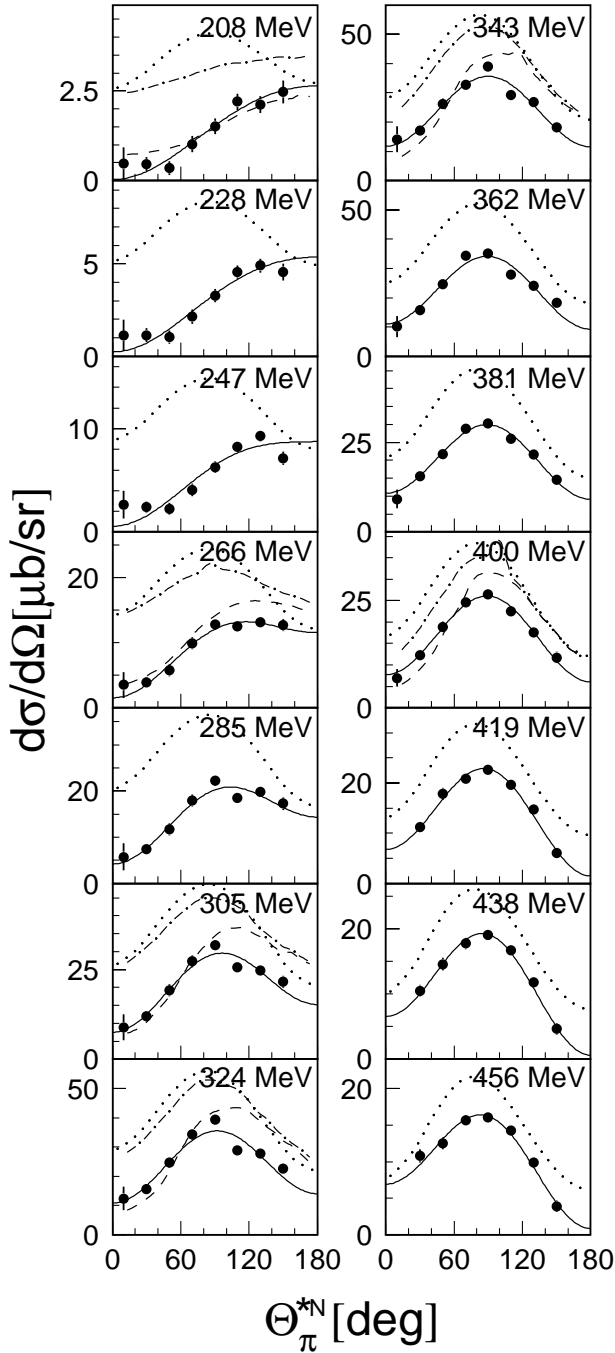 208 MeV
343 MeV
2.5
50
0
0
228 MeV
362 MeV
5
50
0
0
247 MeV
381 MeV
10
25
0
0
266 MeV
400 MeV
20
25
0
0
285 MeV
419 MeV
20
20
0
0
305 MeV
438 MeV
25
20
0
0
324 MeV
456 MeV
50
20
0
0
0 60 120 180
0 60 120 180
dσ/dΩ[μb/sr]
Θπ*N [deg]